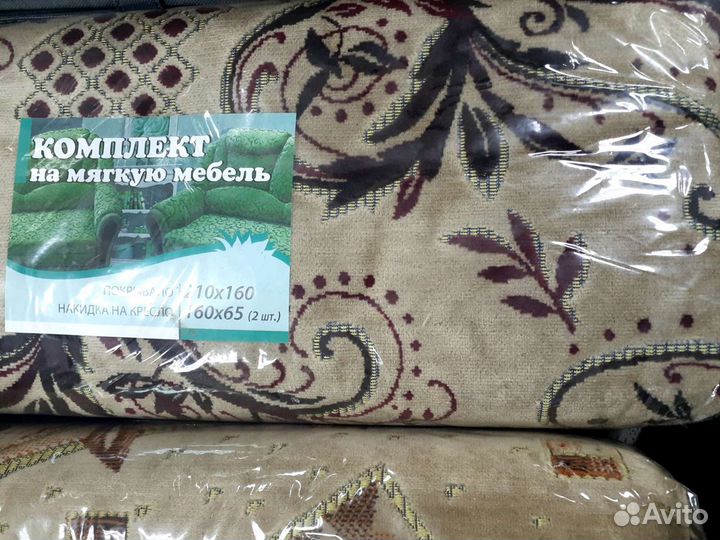 КОМПЛЕКТ
на мягкую мебель
ПОКРЫВАЛО 210х160
НАКИДКА НА КРЕСЛО 160х65 (2 шт.)
Avito